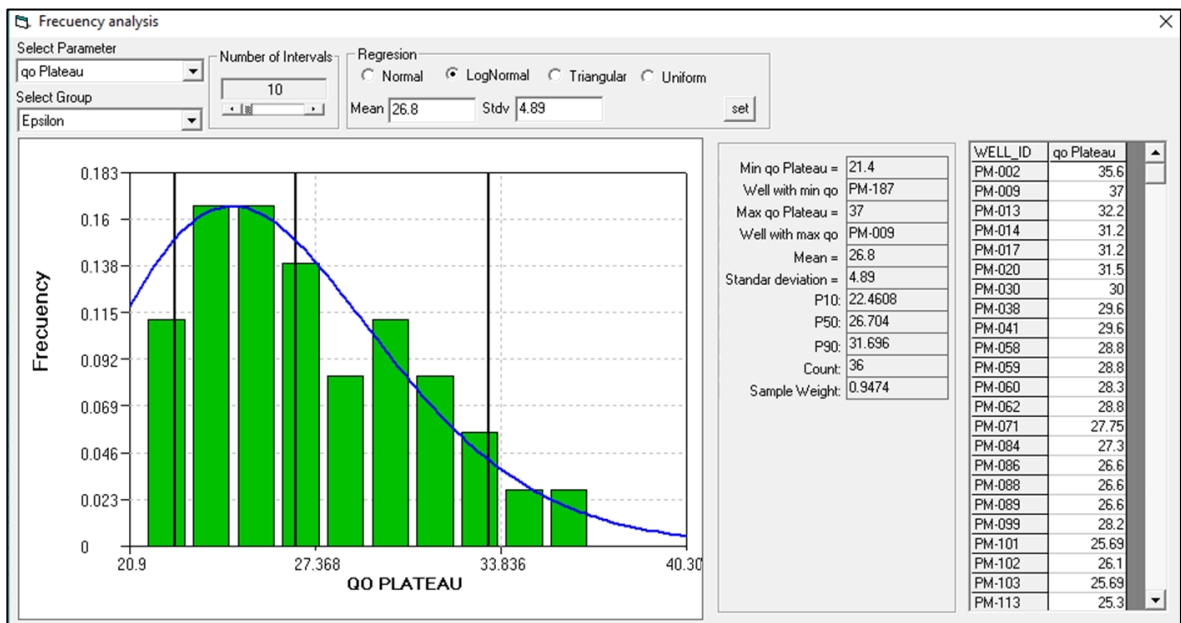 Frecuency analysis
Select Parameter
qo Plateau
Select Group
Epsilon
Number of Intervals
10
Regresion
Normal LogNormal Triangular Uniform
Mean 26.8 Stdv 4.89 set
Frecuency
0.183
0.16
0.138
0.115
0.092
0.069
0.046
0.023
0
20.9 27.368 33.836 40.30
QO PLATEAU
Min qo Plateau = 21.4
Well with min qo PM-187
Max qo Plateau = 37
Well with max qo PM-009
Mean = 26.8
Standar deviation = 4.89
P10: 22.4608
P50: 26.704
P90: 31.696
Count: 36
Sample Weight: 0.9474
WELL_ID qo Plateau
PM-002 35.6
PM-009 37
PM-013 32.2
PM-014 31.2
PM-017 31.2
PM-020 31.5
PM-030 30
PM-038 29.6
PM-041 29.6
PM-058 28.8
PM-059 28.8
PM-060 28.3
PM-062 28.8
PM-071 27.75
PM-084 27.3
PM-086 26.6
PM-088 26.6
PM-089 26.6
PM-099 28.2
PM-101 25.69
PM-102 26.1
PM-103 25.69
PM-113 25.3